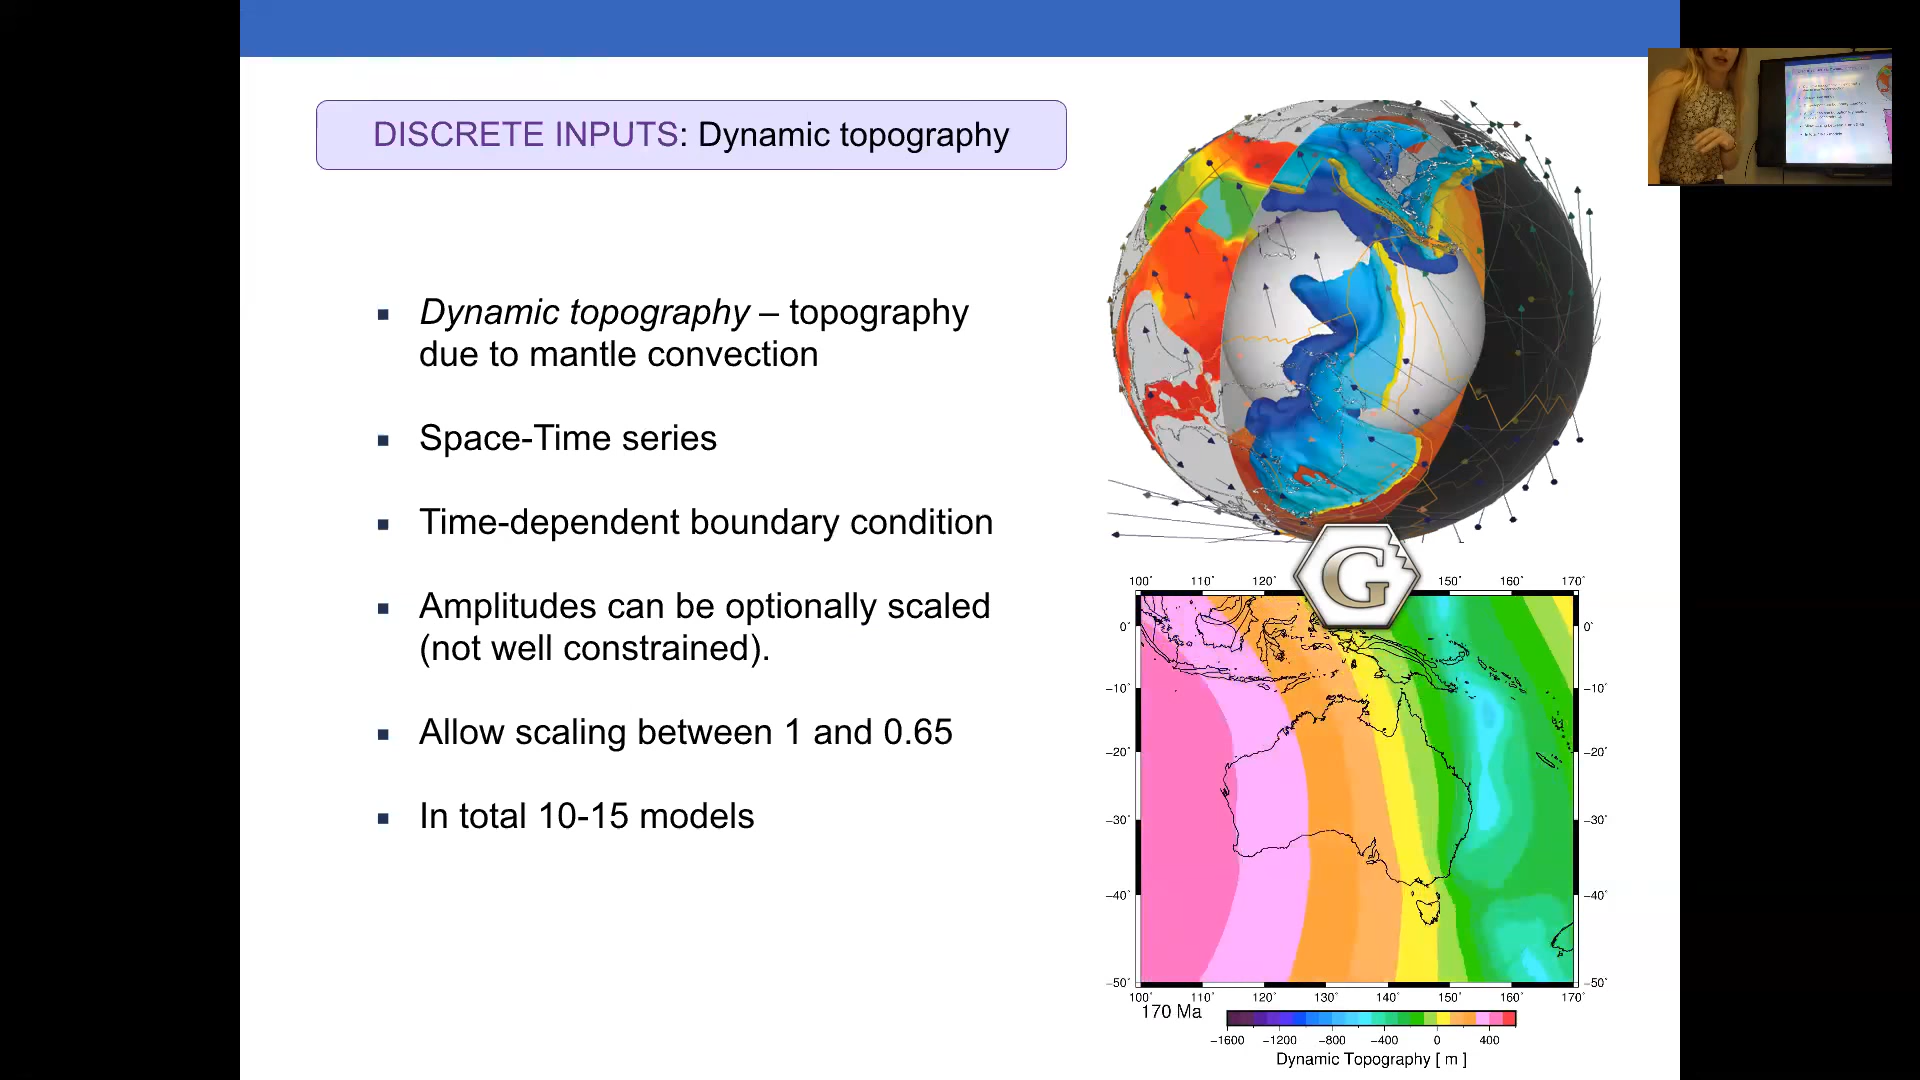 DISCRETE INPUTS: Dynamic topography
Dynamic topography – topography
due to mantle convection
Space-Time series
Time-dependent boundary condition
Amplitudes can be optionally scaled
(not well constrained).
Allow scaling between 1 and 0.65
In total 10-15 models
G
100˚ 110˚ 120˚ 150˚ 160˚ 170˚
0˚ 0˚
−10˚ −10˚
−20˚ −20˚
−30˚ −30˚
−40˚ −40˚
−50˚ −50˚
100˚ 110˚ 120˚ 130˚ 140˚ 150˚ 160˚ 170˚
170 Ma
−1600 −1200 −800 −400 0 400
Dynamic Topography [ m ]